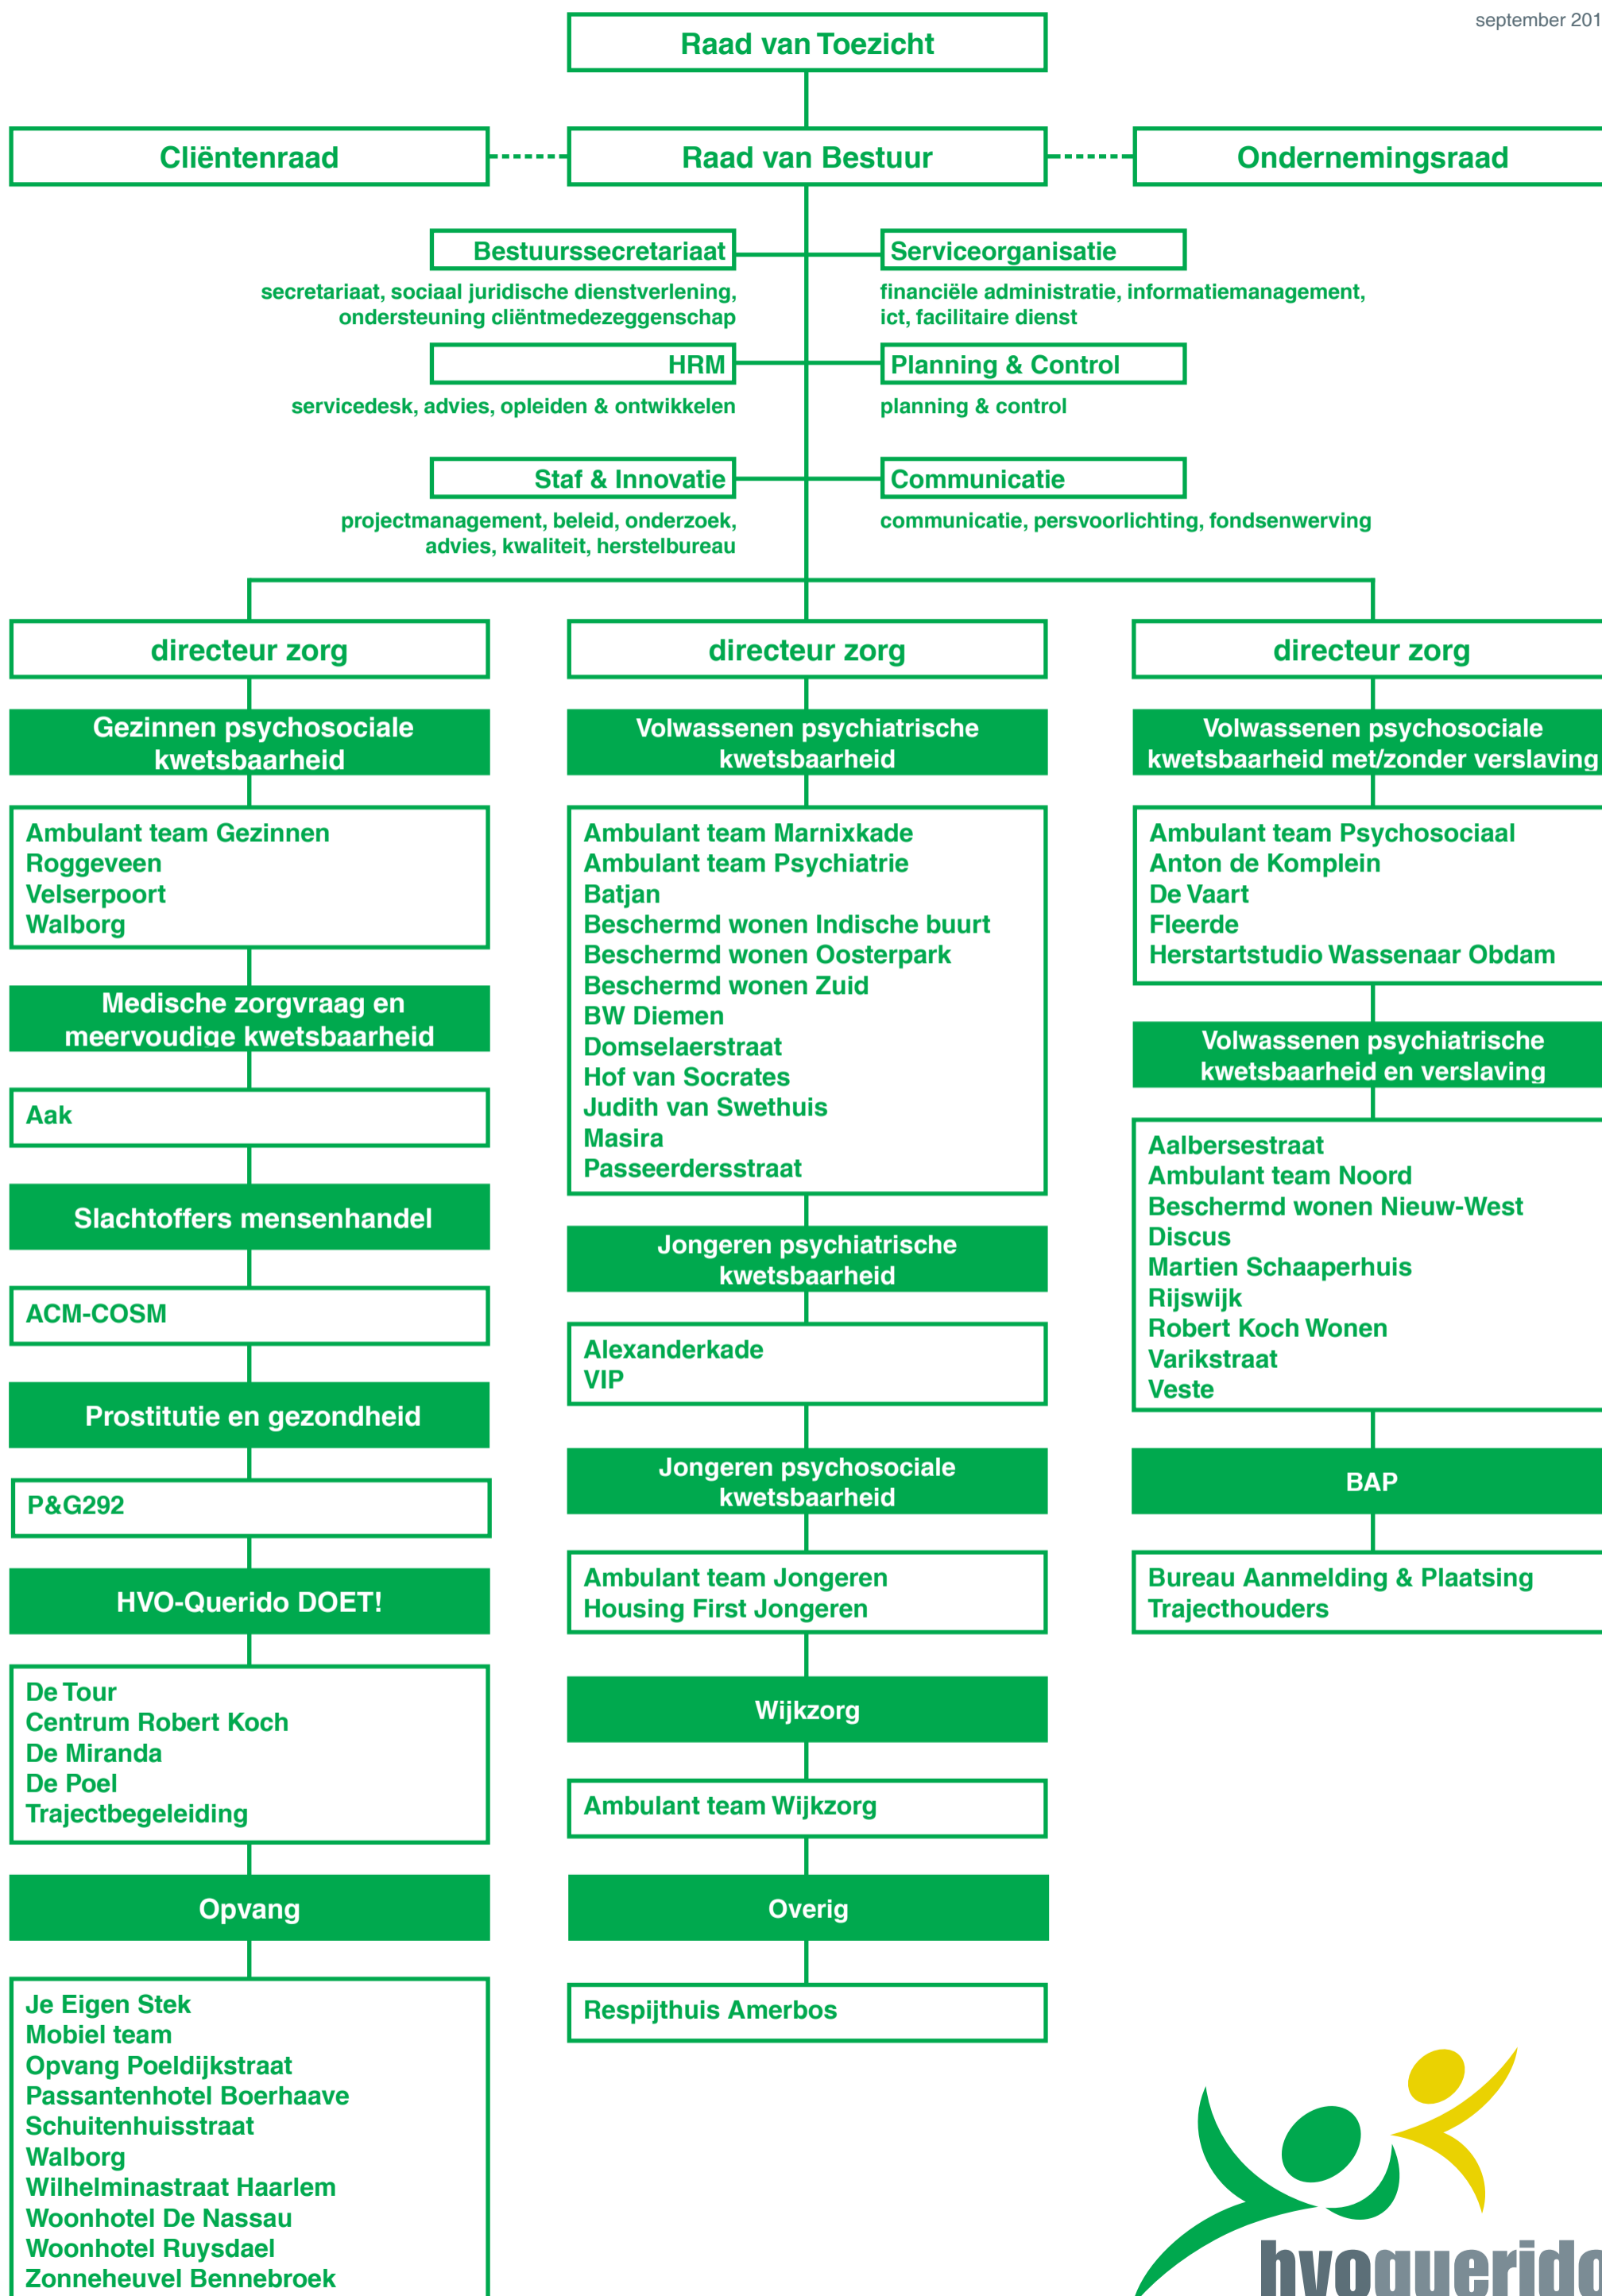 september 201
Raad van Toezicht
Cliëntenraad
Raad van Bestuur
Ondernemingsraad
Bestuurssecretariaat
secretariaat, sociaal juridische dienstverlening,
ondersteuning cliëntmedezeggenschap
Serviceorganisatie
financiële administratie, informatiemanagement,
ict, facilitaire dienst
HRM
servicedesk, advies, opleiden & ontwikkelen
Planning & Control
planning & control
Staf & Innovatie
projectmanagement, beleid, onderzoek,
advies, kwaliteit, herstelbureau
Communicatie
communicatie, persvoorlichting, fondsenwerving
directeur zorg
Gezinnen psychosociale
kwetsbaarheid
Ambulant team Gezinnen
Roggeveen
Velserpoort
Walborg
Medische zorgvraag en
meervoudige kwetsbaarheid
Aak
Slachtoffers mensenhandel
ACM-COSM
Prostitutie en gezondheid
P&G292
HVO-Querido DOET!
De Tour
Centrum Robert Koch
De Miranda
De Poel
Trajectbegeleiding
Opvang
Je Eigen Stek
Mobiel team
Opvang Poeldijkstraat
Passantenhotel Boerhaave
Schuitenhuisstraat
Walborg
Wilhelminastraat Haarlem
Woonhotel De Nassau
Woonhotel Ruysdael
Zonneheuvel Bennebroek
directeur zorg
Volwassenen psychiatrische
kwetsbaarheid
Ambulant team Marnixkade
Ambulant team Psychiatrie
Batjan
Beschermd wonen Indische buurt
Beschermd wonen Oosterpark
Beschermd wonen Zuid
BW Diemen
Domselaerstraat
Hof van Socrates
Judith van Swethuis
Masira
Passeerdersstraat
Jongeren psychiatrische
kwetsbaarheid
Alexanderkade
VIP
Jongeren psychosociale
kwetsbaarheid
Ambulant team Jongeren
Housing First Jongeren
Wijkzorg
Ambulant team Wijkzorg
Overig
Respijthuis Amerbos
directeur zorg
Volwassenen psychosociale
kwetsbaarheid met/zonder verslaving
Ambulant team Psychosociaal
Anton de Komplein
De Vaart
Fleerde
Herstartstudio Wassenaar Obdam
Volwassenen psychiatrische
kwetsbaarheid en verslaving
Aalbersestraat
Ambulant team Noord
Beschermd wonen Nieuw-West
Discus
Martien Schaaperhuis
Rijswijk
Robert Koch Wonen
Varikstraat
Veste
BAP
Bureau Aanmelding & Plaatsing
Trajecthouders
hvoquerido